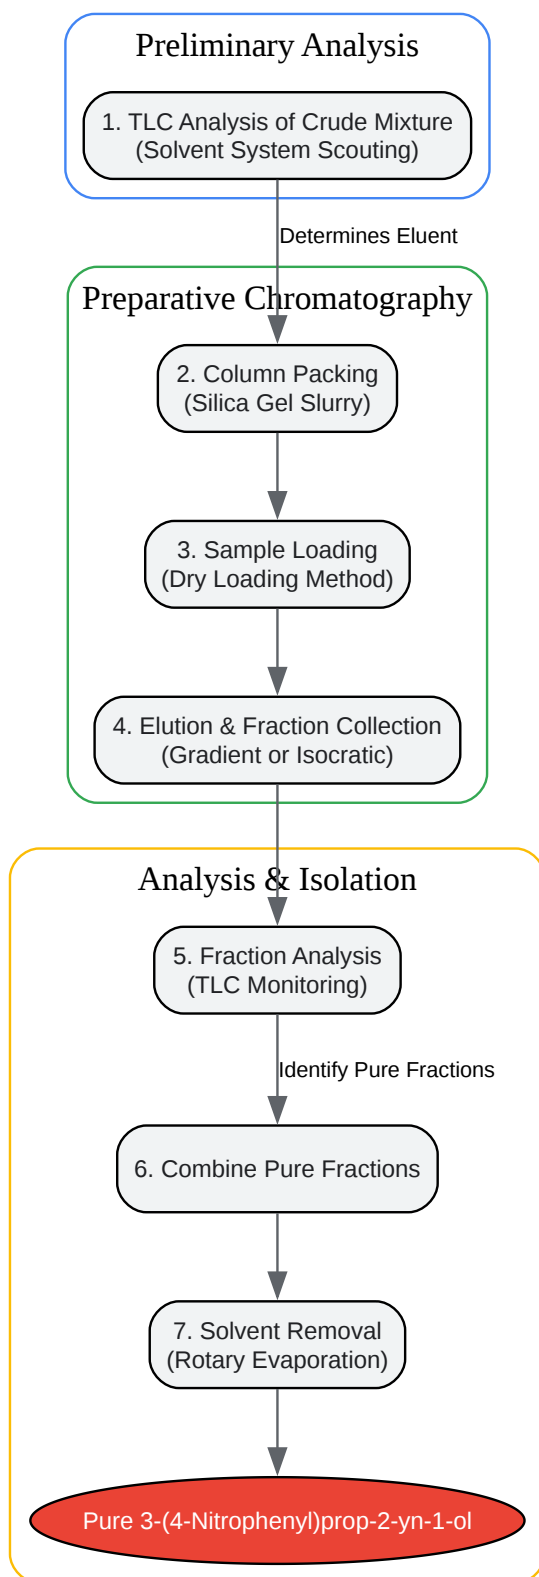 Preliminary Analysis
1. TLC Analysis of Crude Mixture
(Solvent System Scouting)
Determines Eluent
Preparative Chromatography
2. Column Packing
(Silica Gel Slurry)
3. Sample Loading
(Dry Loading Method)
4. Elution & Fraction Collection
(Gradient or Isocratic)
Analysis & Isolation
5. Fraction Analysis
(TLC Monitoring)
Identify Pure Fractions
6. Combine Pure Fractions
7. Solvent Removal
(Rotary Evaporation)
Pure 3-(4-Nitrophenyl)prop-2-yn-1-ol